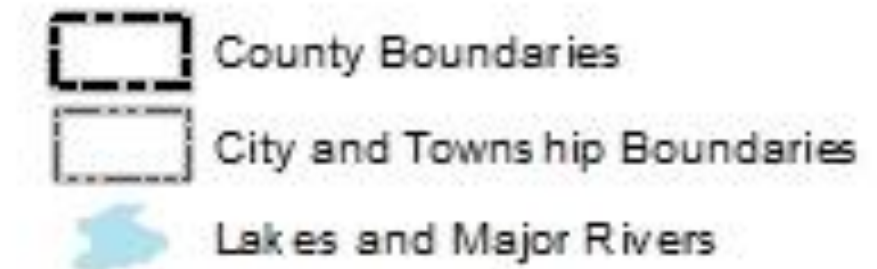 County Boundaries
City and Township Boundaries
Lakes and Major Rivers